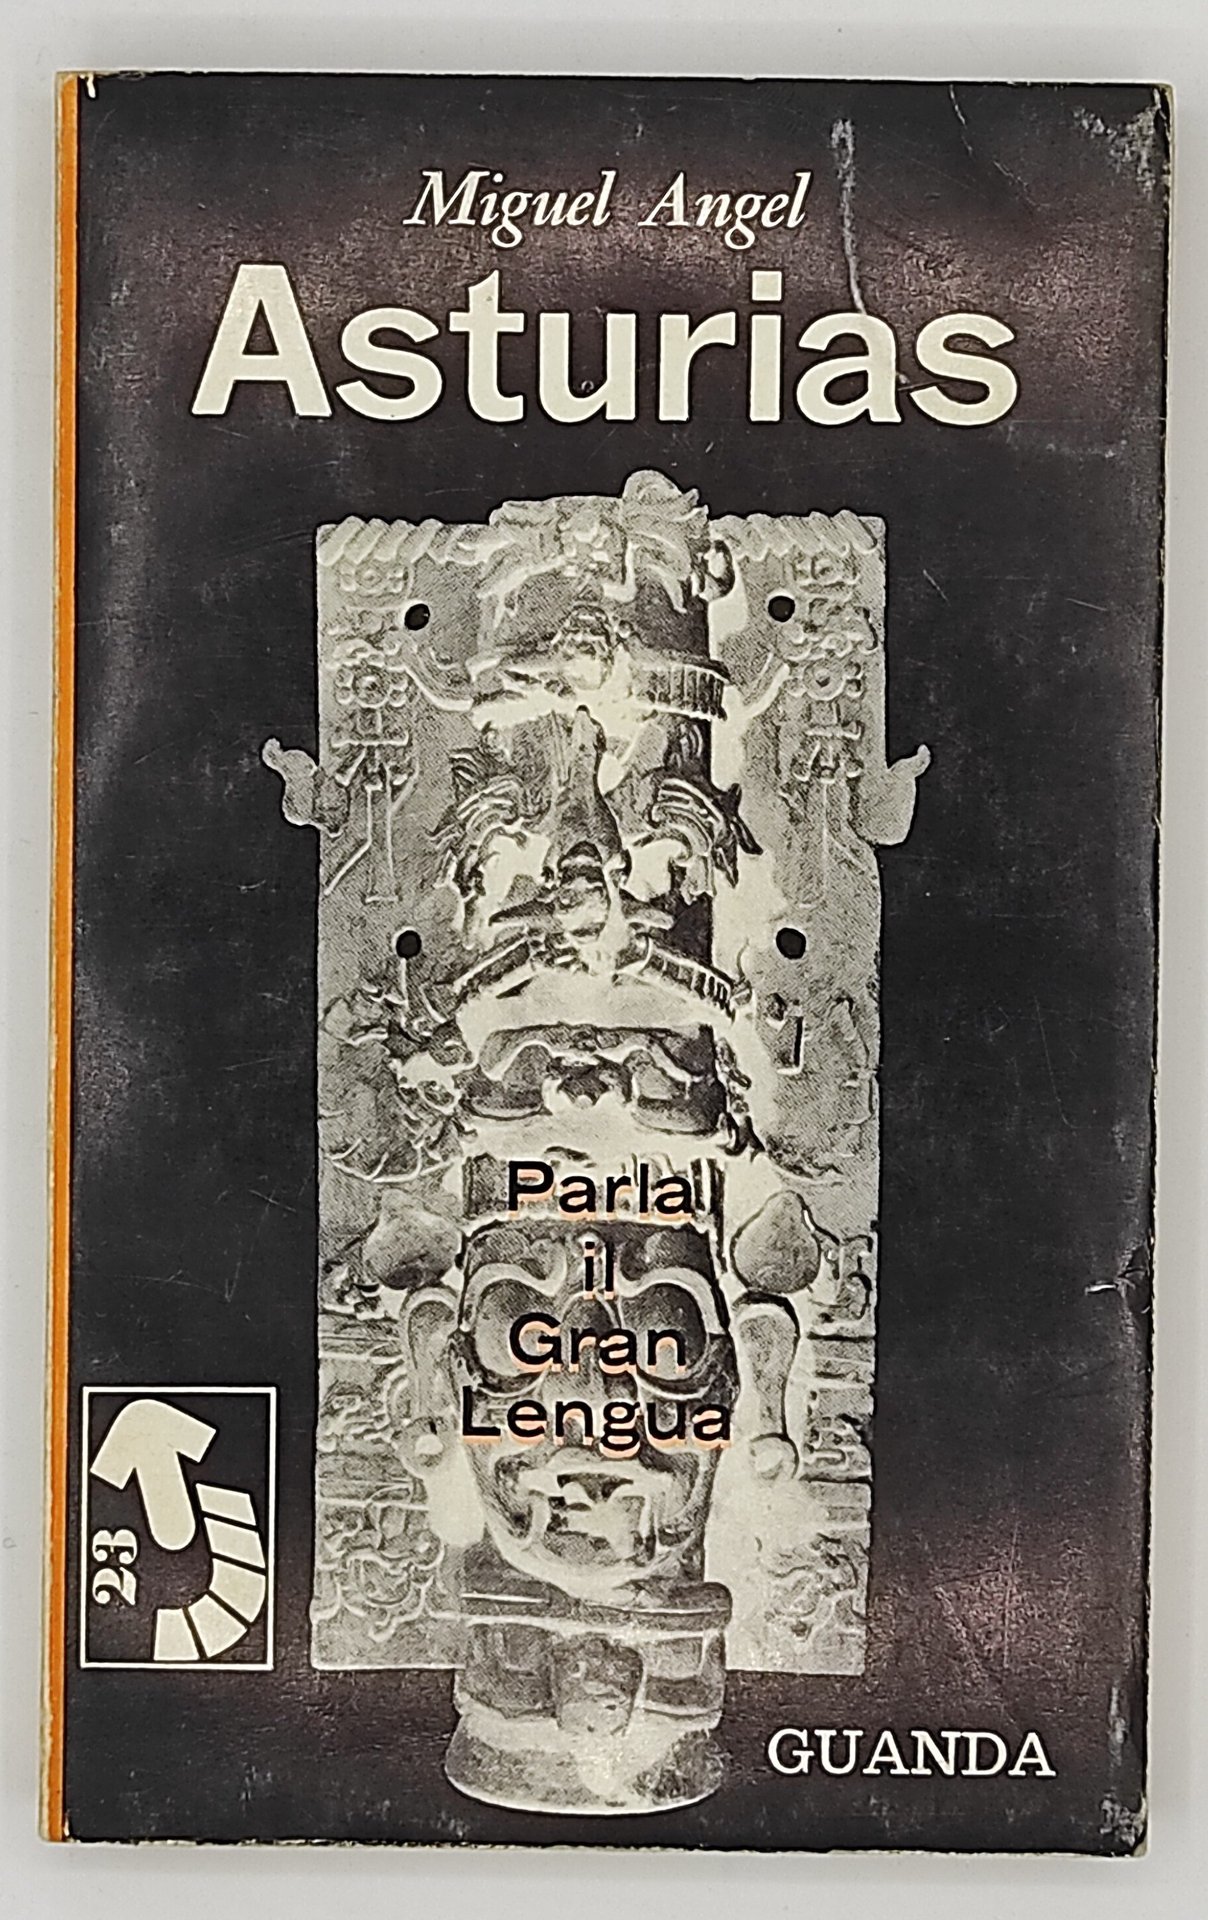 Miguel Angel
Asturias
Parla
il
Gran
Lengua
23
GUANDA